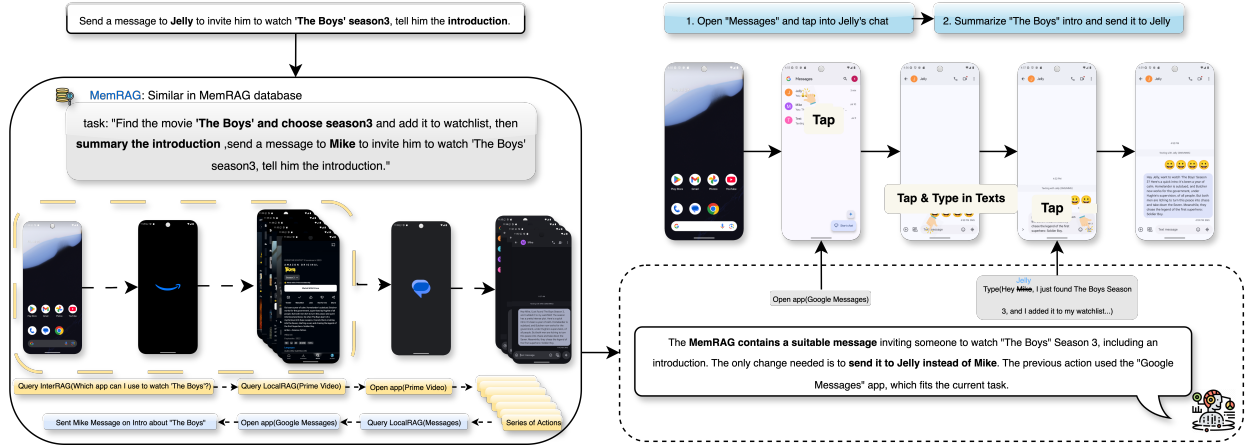 Send a message to Jelly to invite him to watch 'The Boys' season3, tell him the introduction.
MemRAG: Similar in MemRAG database
task: "Find the movie 'The Boys' and choose season3 and add it to watchlist, then
summary the introduction ,send a message to Mike to invite him to watch 'The Boys'
season3, tell him the introduction."
Query InterRAG(Which app can I use to watch 'The Boys'?)
Query LocalRAG(Prime Video)
Open app(Prime Video)
Series of Actions
Sent Mike Message on Intro about "The Boys"
Open app(Google Messages)
Query LocalRAG(Messages)
1. Open "Messages" and tap into Jelly's chat
2. Summarize "The Boys" intro and send it to Jelly
Messages
Jelly
Mike
Tap
Jelly
Tap & Type in Texts
Jelly
Tap
Jelly
Open app(Google Messages)
Jelly
Type(Hey Mike, I just found The Boys Season
3, and I added it to my watchlist...)
The MemRAG contains a suitable message inviting someone to watch "The Boys" Season 3, including an
introduction. The only change needed is to send it to Jelly instead of Mike. The previous action used the "Google
Messages" app, which fits the current task.